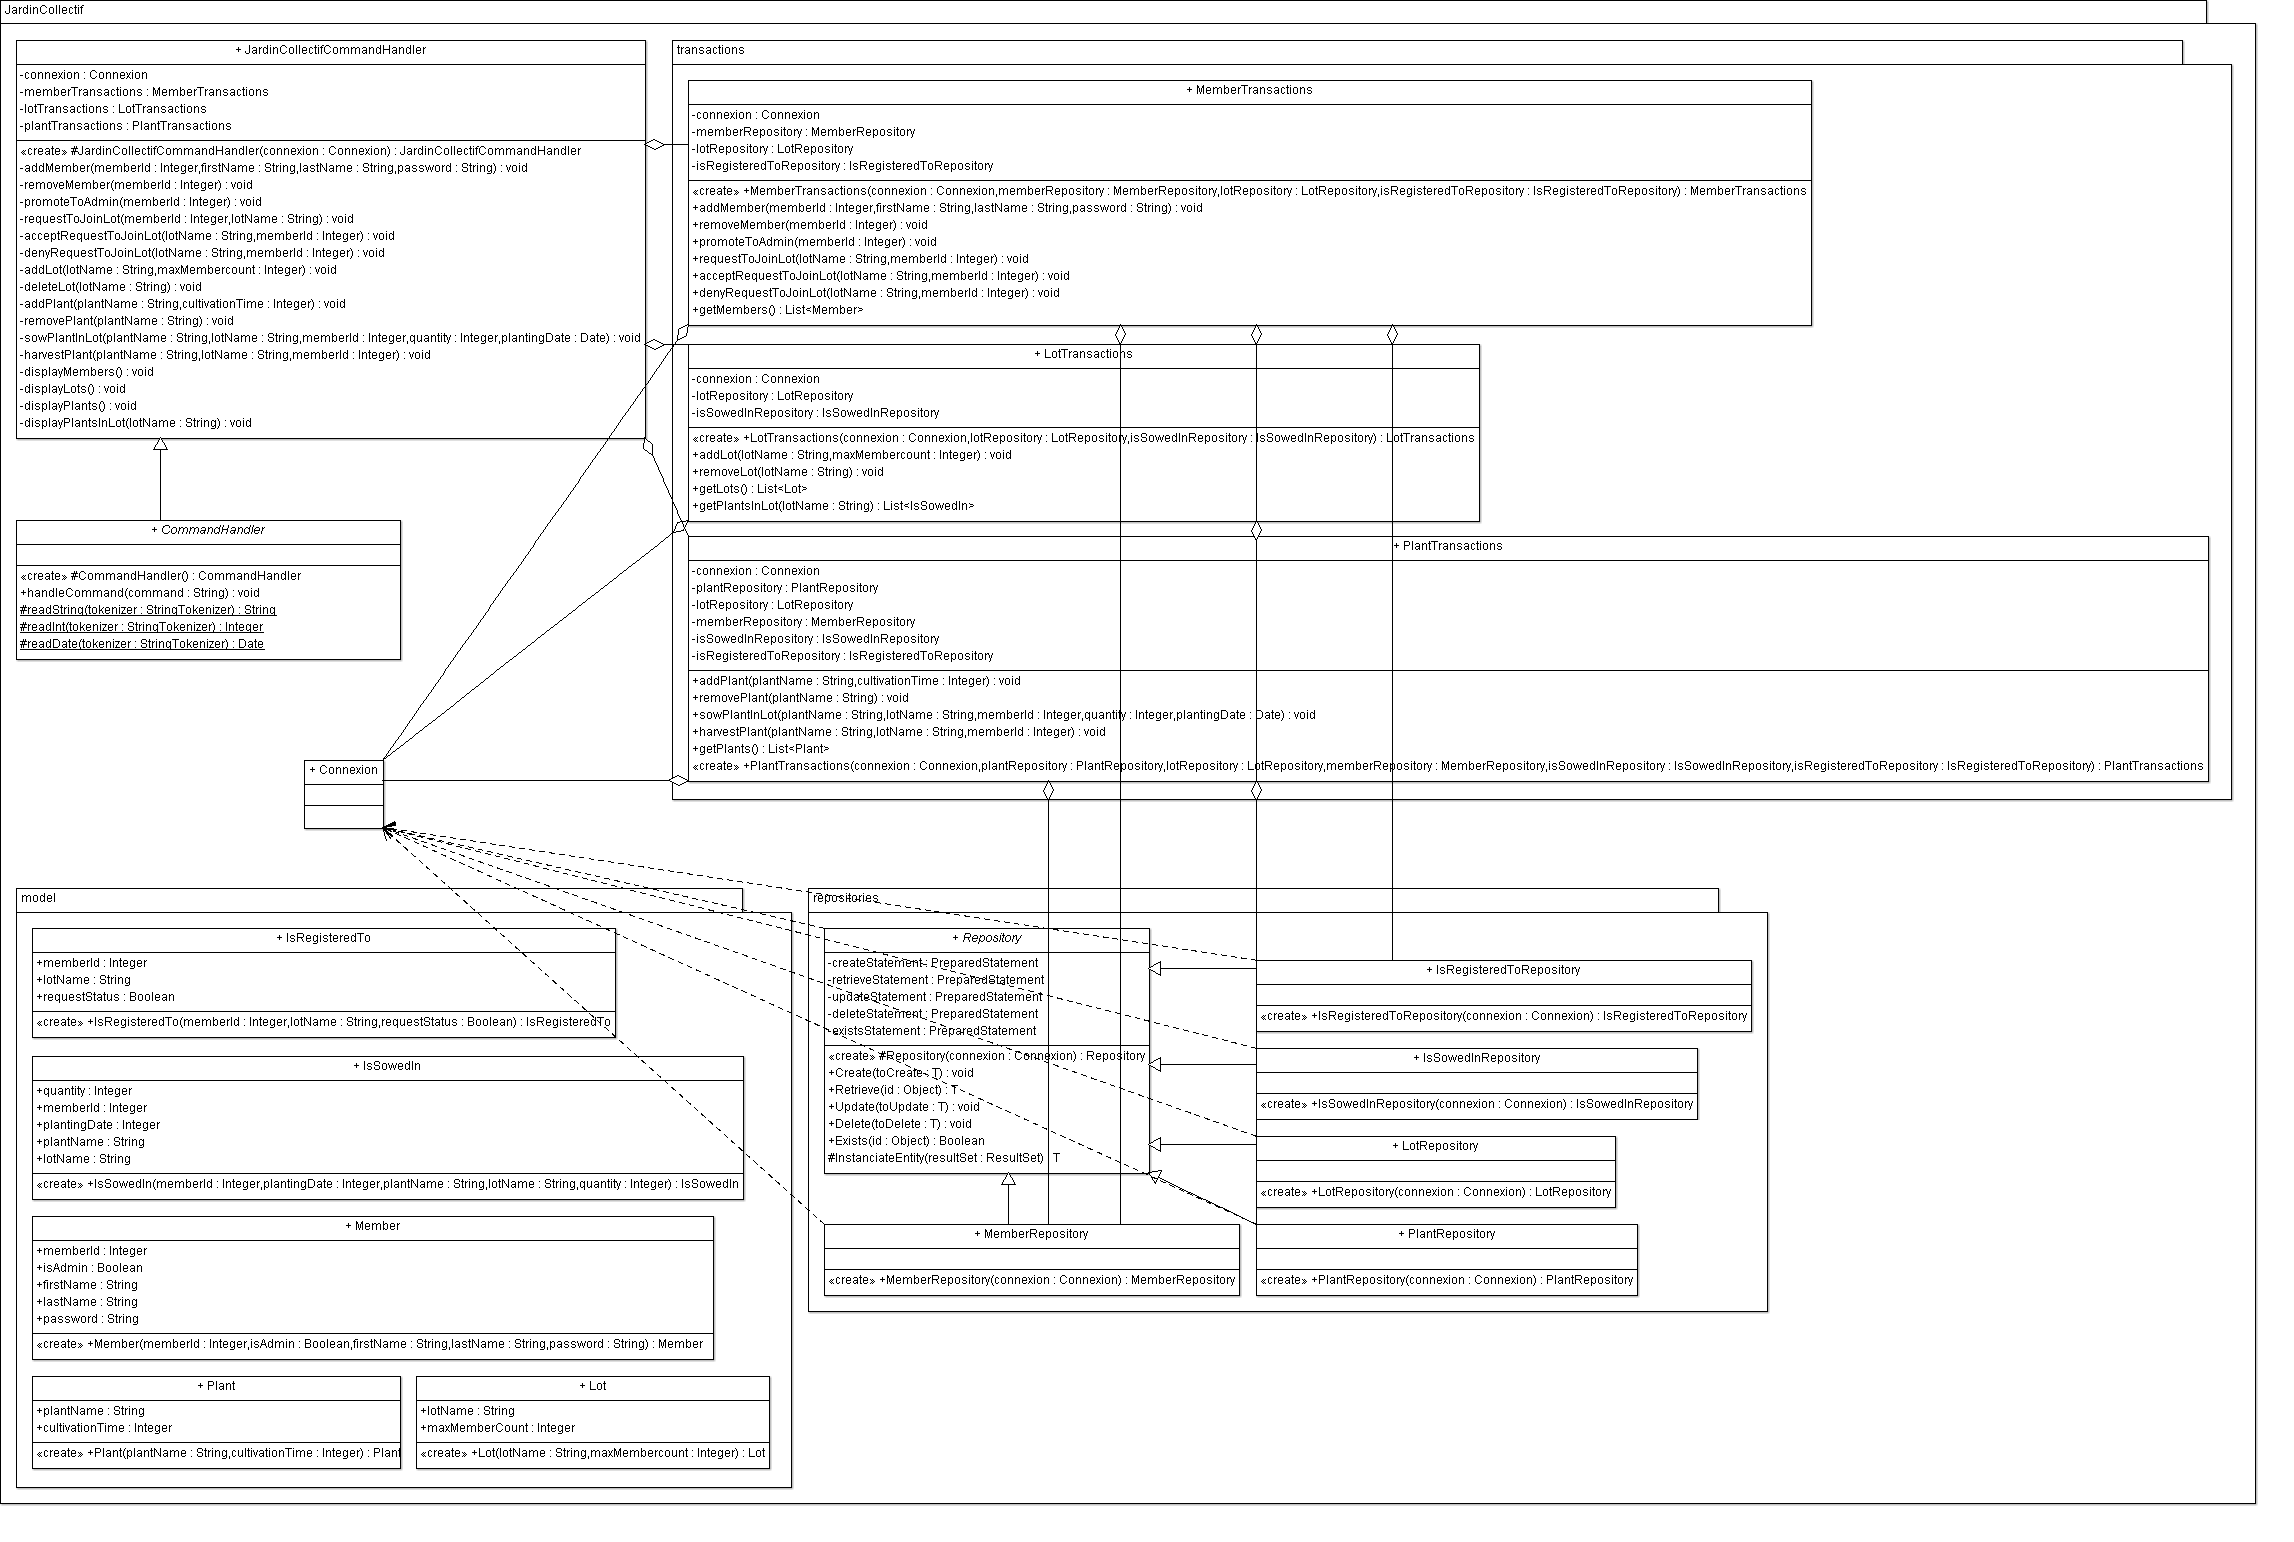 JardinCollectif
+ JardinCollectifCommandHandler
-connexion : Connexion
-memberTransactions : MemberTransactions
-lotTransactions : LotTransactions
-plantTransactions : PlantTransactions
«create» #JardinCollectifCommandHandler(connexion : Connexion) : JardinCollectifCommandHandler
-addMember(memberId : Integer,firstName : String,lastName : String,password : String) : void
-removeMember(memberId : Integer) : void
-promoteToAdmin(memberId : Integer) : void
-requestToJoinLot(memberId : Integer,lotName : String) : void
-acceptRequestToJoinLot(lotName : String,memberId : Integer) : void
-denyRequestToJoinLot(lotName : String,memberId : Integer) : void
-addLot(lotName : String,maxMembercount : Integer) : void
-deleteLot(lotName : String) : void
-addPlant(plantName : String,cultivationTime : Integer) : void
-removePlant(plantName : String) : void
-sowPlantInLot(plantName : String,lotName : String,memberId : Integer,quantity : Integer,plantingDate : Date) : void
-harvestPlant(plantName : String,lotName : String,memberId : Integer) : void
-displayMembers() : void
-displayLots() : void
-displayPlants() : void
-displayPlantsInLot(lotName : String) : void
+ CommandHandler
«create» #CommandHandler() : CommandHandler
+handleCommand(command : String) : void
#readString(tokenizer : StringTokenizer) : String
#readInt(tokenizer : StringTokenizer) : Integer
#readDate(tokenizer : StringTokenizer) : Date
+ Connexion
transactions
+ MemberTransactions
-connexion : Connexion
-memberRepository : MemberRepository
-lotRepository : LotRepository
-isRegisteredToRepository : IsRegisteredToRepository
«create» +MemberTransactions(connexion : Connexion,memberRepository : MemberRepository,lotRepository : LotRepository,isRegisteredToRepository : IsRegisteredToRepository) : MemberTransactions
+addMember(memberId : Integer,firstName : String,lastName : String,password : String) : void
+removeMember(memberId : Integer) : void
+promoteToAdmin(memberId : Integer) : void
+requestToJoinLot(lotName : String,memberId : Integer) : void
+acceptRequestToJoinLot(lotName : String,memberId : Integer) : void
+denyRequestToJoinLot(lotName : String,memberId : Integer) : void
+getMembers() : List<Member>
+ LotTransactions
-connexion : Connexion
-lotRepository : LotRepository
-isSowedInRepository : IsSowedInRepository
«create» +LotTransactions(connexion : Connexion,lotRepository : LotRepository,isSowedInRepository : IsSowedInRepository) : LotTransactions
+addLot(lotName : String,maxMembercount : Integer) : void
+removeLot(lotName : String) : void
+getLots() : List<Lot>
+getPlantsInLot(lotName : String) : List<IsSowedIn>
+ PlantTransactions
-connexion : Connexion
-plantRepository : PlantRepository
-lotRepository : LotRepository
-memberRepository : MemberRepository
-isSowedInRepository : IsSowedInRepository
-isRegisteredToRepository : IsRegisteredToRepository
+addPlant(plantName : String,cultivationTime : Integer) : void
+removePlant(plantName : String) : void
+sowPlantInLot(plantName : String,lotName : String,memberId : Integer,quantity : Integer,plantingDate : Date) : void
+harvestPlant(plantName : String,lotName : String,memberId : Integer) : void
+getPlants() : List<Plant>
«create» +PlantTransactions(connexion : Connexion,plantRepository : PlantRepository,lotRepository : LotRepository,memberRepository : MemberRepository,isSowedInRepository : IsSowedInRepository,isRegisteredToRepository : IsRegisteredToRepository) : PlantTransactions
model
+ IsRegisteredTo
+memberId : Integer
+lotName : String
+requestStatus : Boolean
«create» +IsRegisteredTo(memberId : Integer,lotName : String,requestStatus : Boolean) : IsRegisteredTo
+ IsSowedIn
+quantity : Integer
+memberId : Integer
+plantingDate : Integer
+plantName : String
+lotName : String
«create» +IsSowedIn(memberId : Integer,plantingDate : Integer,plantName : String,lotName : String,quantity : Integer) : IsSowedIn
+ Member
+memberId : Integer
+isAdmin : Boolean
+firstName : String
+lastName : String
+password : String
«create» +Member(memberId : Integer,isAdmin : Boolean,firstName : String,lastName : String,password : String) : Member
+ Plant
+plantName : String
+cultivationTime : Integer
«create» +Plant(plantName : String,cultivationTime : Integer) : Plant
+ Lot
+lotName : String
+maxMemberCount : Integer
«create» +Lot(lotName : String,maxMembercount : Integer) : Lot
repositories
+ Repository
-createStatement : PreparedStatement
-retrieveStatement : PreparedStatement
-updateStatement : PreparedStatement
-deleteStatement : PreparedStatement
-existsStatement : PreparedStatement
«create» #Repository(connexion : Connexion) : Repository
+Create(toCreate : T) : void
+Retrieve(id : Object) : T
+Update(toUpdate : T) : void
+Delete(toDelete : T) : void
+Exists(id : Object) : Boolean
#InstanciateEntity(resultSet : ResultSet) : T
+ IsRegisteredToRepository
«create» +IsRegisteredToRepository(connexion : Connexion) : IsRegisteredToRepository
+ IsSowedInRepository
«create» +IsSowedInRepository(connexion : Connexion) : IsSowedInRepository
+ LotRepository
«create» +LotRepository(connexion : Connexion) : LotRepository
+ MemberRepository
«create» +MemberRepository(connexion : Connexion) : MemberRepository
+ PlantRepository
«create» +PlantRepository(connexion : Connexion) : PlantRepository